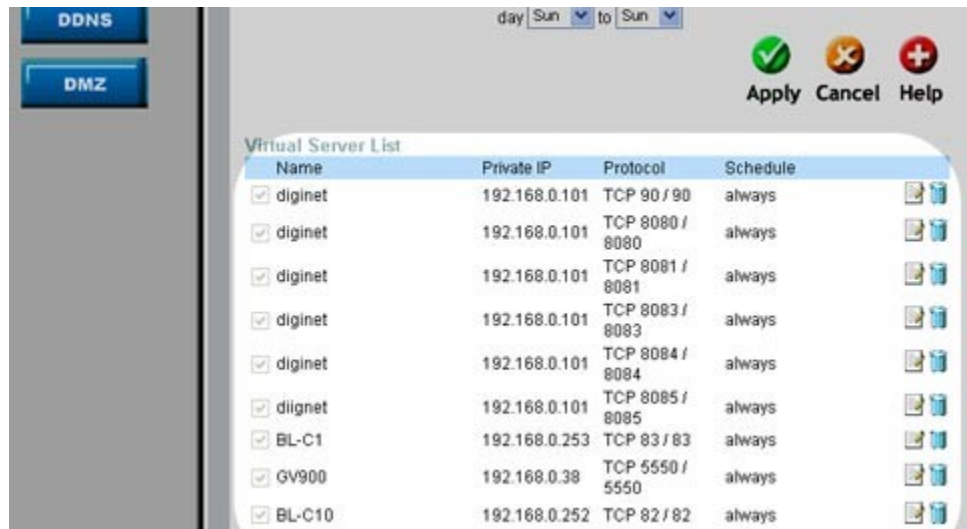 DDNS
DMZ
day Sun to Sun
Apply Cancel Help
Virtual Server List
Name Private IP Protocol Schedule
diginet 192.168.0.101 TCP 90 / 90 always
diginet 192.168.0.101 TCP 8080 / 8080 always
diginet 192.168.0.101 TCP 8081 / 8081 always
diginet 192.168.0.101 TCP 8083 / 8083 always
diginet 192.168.0.101 TCP 8084 / 8084 always
diignet 192.168.0.101 TCP 8085 / 8085 always
BL-C1 192.168.0.253 TCP 83 / 83 always
GV900 192.168.0.38 TCP 5550 / 5550 always
BL-C10 192.168.0.252 TCP 82 / 82 always